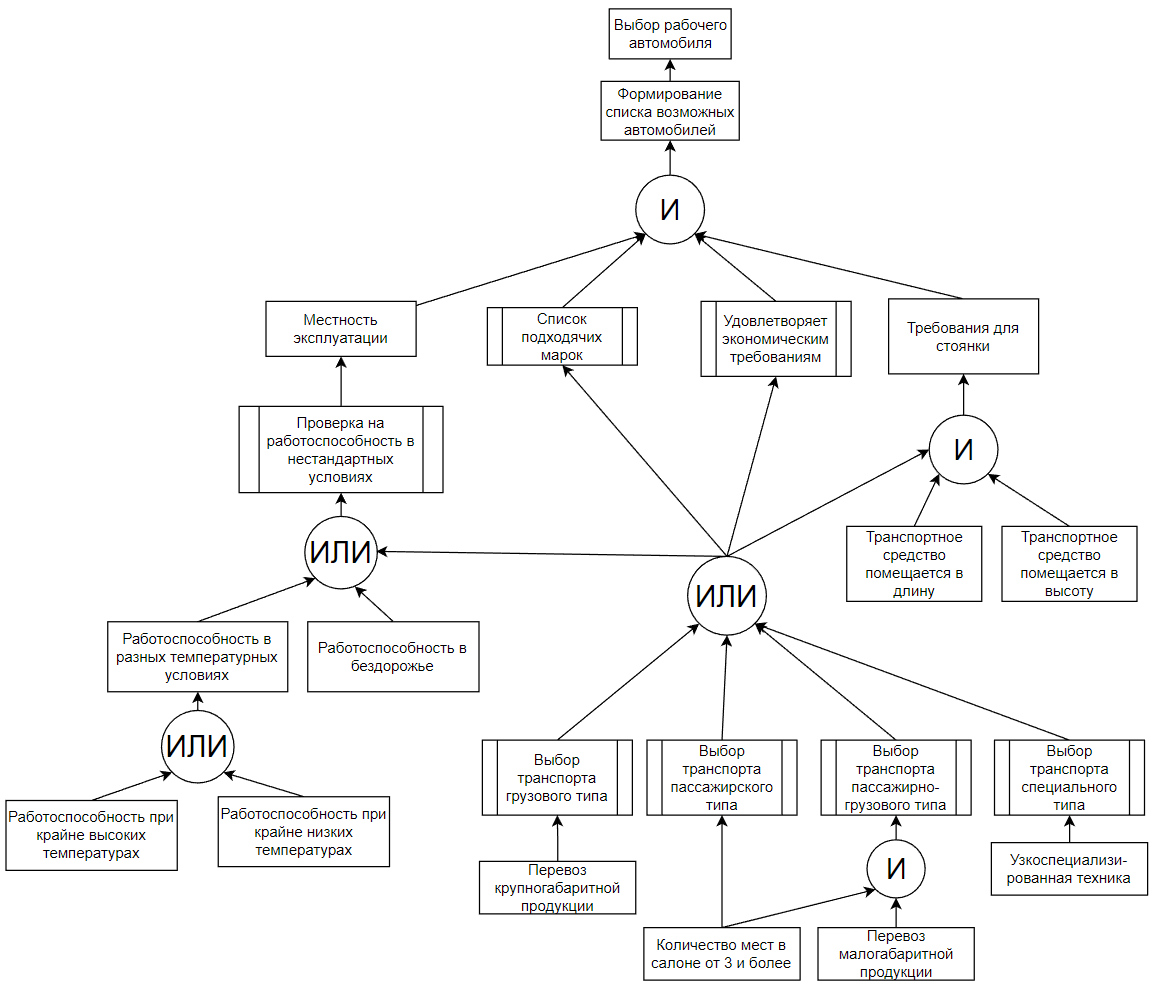 Выбор рабочего
автомобиля
Формирование
списка возможных
автомобилей
И
Местность
эксплуатации
Список
подходячих
марок
Удовлетворяет
экономическим
требованиям
Требования для
стоянки
Проверка на
работоспособность в
нестандартных
условиях
И
ИЛИ
Транспортное
средство
помещается в
длину
Транспортное
средство
помещается в
высоту
ИЛИ
Работоспособность в
разных температурных
условиях
Работоспособность в
бездорожье
ИЛИ
Выбор
транспорта
грузового типа
Выбор
транспорта
пассажирского
типа
Выбор
транспорта
пассажирно-
грузового типа
Выбор
транспорта
специального
типа
Работоспособность при
крайне высоких
температурах
Работоспособность при
крайне низких
температурах
Перевоз
крупногабаритной
продукции
И
Узкоспециализи-
рованная техника
Количество мест в
салоне от 3 и более
Перевоз
малогабаритной
продукции